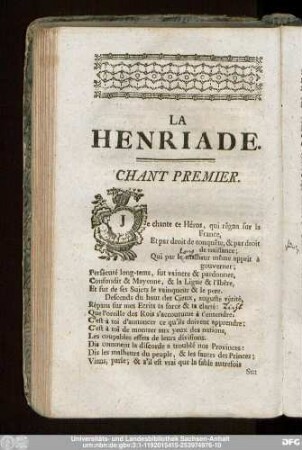 LA
HENRIADE.
CHANT PREMIER.
Je chante ce Héros, qui régna sur la
France,
Et par droit de conquête, & par droit
de naissance;
Qui par le malheur même apprit à
gouverner;
Persécuté long-tems, sut vaincre & pardonner,
Confondit & Mayenne, & la Ligue & l'Ibère,
Et fut de ses Sujets le vainqueur & le pere.
Descends du haut des Cieux, auguste vérité,
Répans sur mes Ecrits ta force & ta clarté:
Que l'oreille des Rois s'accoutume à t'entendre.
C'est à toi d'annoncer ce qu'ils doivent apprendre:
C'est à toi de montrer aux yeux des nations,
Les coupables effets de leurs divisions.
Dis comment la discorde a troublé nos Provinces:
Dis les malheurs du peuple, & les fautes des Princes;
Viens, parle; & s'il est vrai que la fable autrefois
Sut
Universitäts- und Landesbibliothek Sachsen-Anhalt
DFG